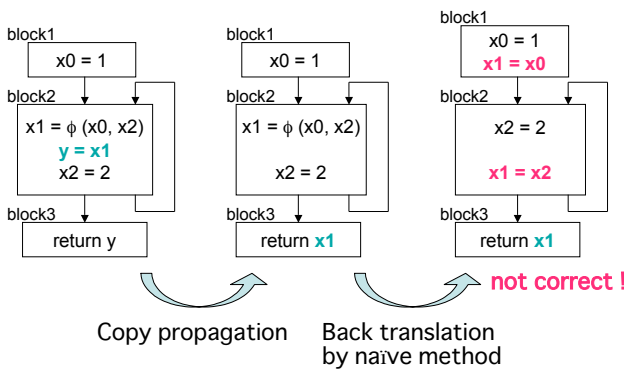 block1
x0 = 1
block2
x1 = ϕ (x0, x2)
y = x1
x2 = 2
block3
return y
block1
x0 = 1
block2
x1 = ϕ (x0, x2)
x2 = 2
block3
return x1
block1
x0 = 1
x1 = x0
block2
x2 = 2
x1 = x2
block3
return x1
not correct !
Copy propagation
Back translation
by naïve method